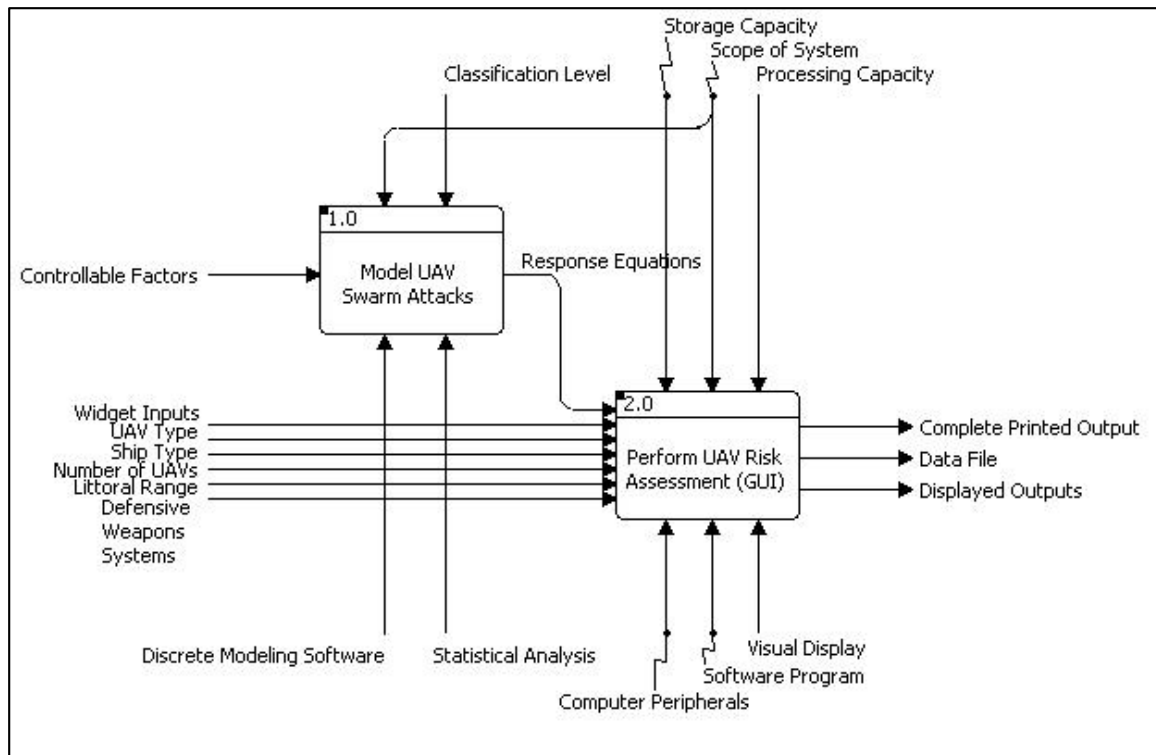 Storage Capacity
Scope of System
Classification Level
Processing Capacity
1.0
Controllable Factors
Model UAV
Swarm Attacks
Response Equations
2.0
Widget Inputs
UAV Type
Ship Type
Number of UAVs
Littoral Range
Defensive
Weapons
Systems
Perform UAV Risk
Assessment (GUI)
Complete Printed Output
Data File
Displayed Outputs
Discrete Modeling Software
Statistical Analysis
Visual Display
Software Program
Computer Peripherals